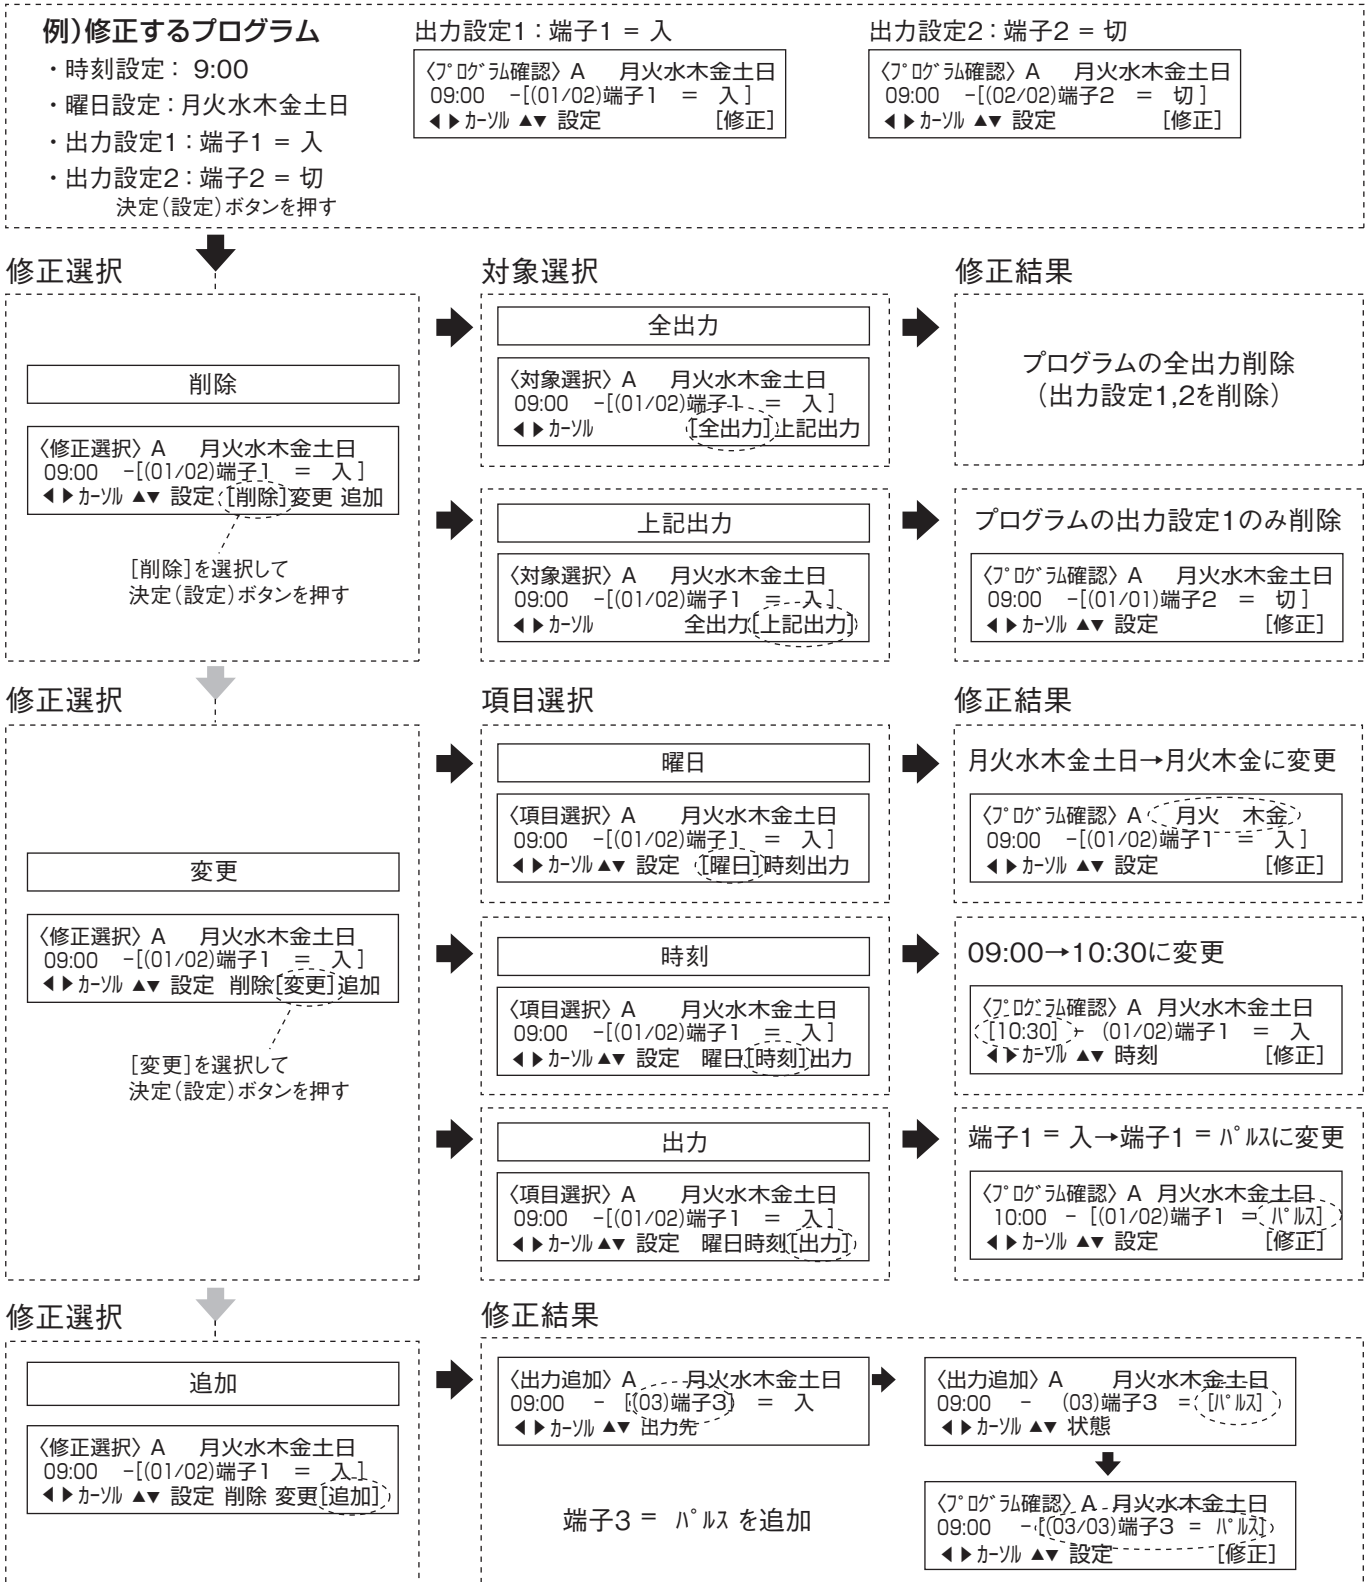 例)修正するプログラム
・時刻設定： 9:00
・曜日設定：月火水木金土日
・出力設定1：端子1 = 入
・出力設定2：端子2 = 切
決定(設定)ボタンを押す
出力設定1：端子1 = 入
〈ﾌﾟﾛｸﾞﾗﾑ確認〉A 月火水木金土日
09:00 -[(01/02)端子1 = 入]
◀▶ｶｰｿﾙ ▲▼ 設定 [修正]
出力設定2：端子2 = 切
〈ﾌﾟﾛｸﾞﾗﾑ確認〉A 月火水木金土日
09:00 -[(02/02)端子2 = 切]
◀▶ｶｰｿﾙ ▲▼ 設定 [修正]
修正選択
対象選択
修正結果
削除
〈修正選択〉A 月火水木金土日
09:00 -[(01/02)端子1 = 入]
◀▶ｶｰｿﾙ ▲▼ 設定 [削除]変更 追加
[削除]を選択して
決定(設定)ボタンを押す
全出力
〈対象選択〉A 月火水木金土日
09:00 -[(01/02)端子1 = 入]
◀▶ｶｰｿﾙ [全出力]上記出力
プログラムの全出力削除
(出力設定1,2を削除)
上記出力
〈対象選択〉A 月火水木金土日
09:00 -[(01/02)端子1 = 入]
◀▶ｶｰｿﾙ 全出力[上記出力]
プログラムの出力設定1のみ削除
〈ﾌﾟﾛｸﾞﾗﾑ確認〉A 月火水木金土日
09:00 -[(01/01)端子2 = 切]
◀▶ｶｰｿﾙ ▲▼ 設定 [修正]
修正選択
項目選択
修正結果
変更
〈修正選択〉A 月火水木金土日
09:00 -[(01/02)端子1 = 入]
◀▶ｶｰｿﾙ ▲▼ 設定 削除[変更]追加
[変更]を選択して
決定(設定)ボタンを押す
曜日
〈項目選択〉A 月火水木金土日
09:00 -[(01/02)端子1 = 入]
◀▶ｶｰｿﾙ ▲▼ 設定 [曜日]時刻出力
月火水木金土日→月火木金に変更
〈ﾌﾟﾛｸﾞﾗﾑ確認〉A 月火 木金
09:00 -[(01/02)端子1 = 入]
◀▶ｶｰｿﾙ ▲▼ 設定 [修正]
時刻
〈項目選択〉A 月火水木金土日
09:00 -[(01/02)端子1 = 入]
◀▶ｶｰｿﾙ ▲▼ 設定 曜日[時刻]出力
09:00→10:30に変更
〈ﾌﾟﾛｸﾞﾗﾑ確認〉A 月火水木金土日
[10:30] - (01/02)端子1 = 入
◀▶ｶｰｿﾙ ▲▼ 時刻 [修正]
出力
〈項目選択〉A 月火水木金土日
09:00 -[(01/02)端子1 = 入]
◀▶ｶｰｿﾙ ▲▼ 設定 曜日時刻[出力]
端子1 = 入→端子1 = ﾊﾟﾙｽに変更
〈ﾌﾟﾛｸﾞﾗﾑ確認〉A 月火水木金土日
10:00 - [(01/02)端子1 = ﾊﾟﾙｽ]
◀▶ｶｰｿﾙ ▲▼ 設定 [修正]
修正選択
修正結果
追加
〈修正選択〉A 月火水木金土日
09:00 -[(01/02)端子1 = 入]
◀▶ｶｰｿﾙ ▲▼ 設定 削除 変更[追加]
〈出力追加〉A 月火水木金土日
09:00 - [(03)端子3] = 入
◀▶ｶｰｿﾙ ▲▼ 出力先
〈出力追加〉A 月火水木金土日
09:00 - (03)端子3 = [ﾊﾟﾙｽ]
◀▶ｶｰｿﾙ ▲▼ 状態
端子3 = ﾊﾟﾙｽ を追加
〈ﾌﾟﾛｸﾞﾗﾑ確認〉A 月火水木金土日
09:00 -[(03/03)端子3 = ﾊﾟﾙｽ]
◀▶ｶｰｿﾙ ▲▼ 設定 [修正]